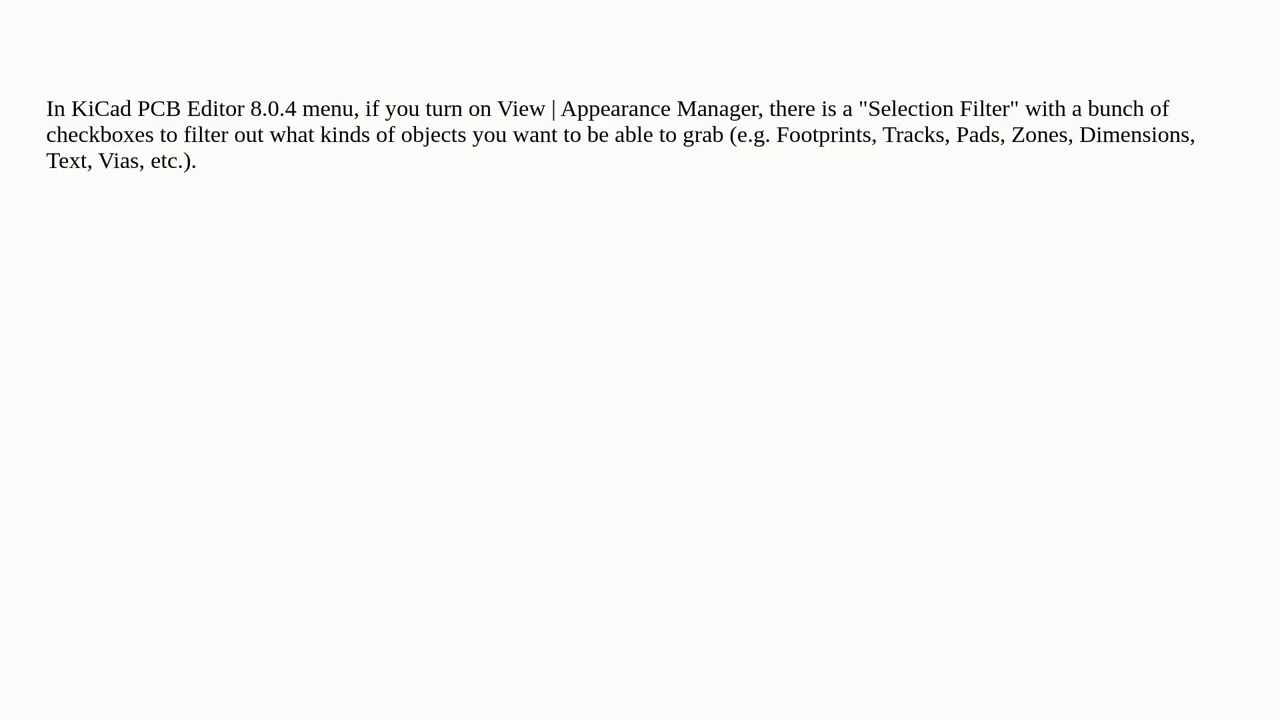 In KiCad PCB Editor 8.0.4 menu, if you turn on View | Appearance Manager, there is a "Selection Filter" with a bunch of
checkboxes to filter out what kinds of objects you want to be able to grab (e.g. Footprints, Tracks, Pads, Zones, Dimensions,
Text, Vias, etc.).